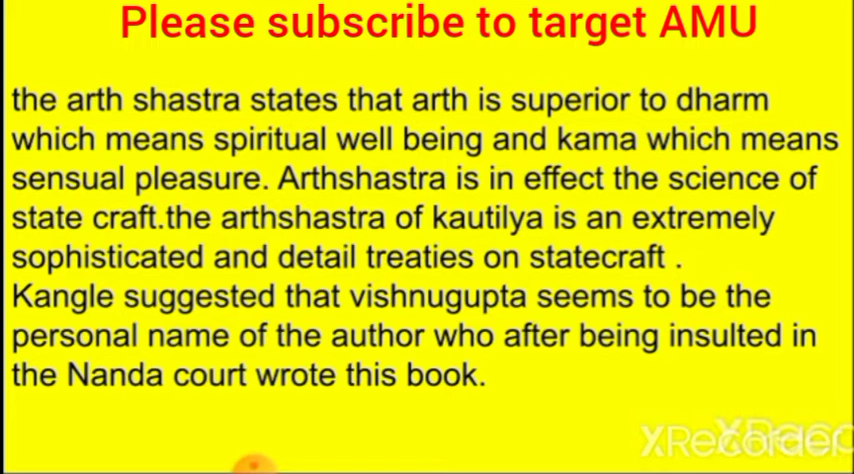 Please subscribe to target AMU
the arth shastra states that arth is superior to dharm
which means spiritual well being and kama which means
sensual pleasure. Arthshastra is in effect the science of
state craft.the arthshastra of kautilya is an extremely
sophisticated and detail treaties on statecraft .
Kangle suggested that vishnugupta seems to be the
personal name of the author who after being insulted in
the Nanda court wrote this book.
XRecorder